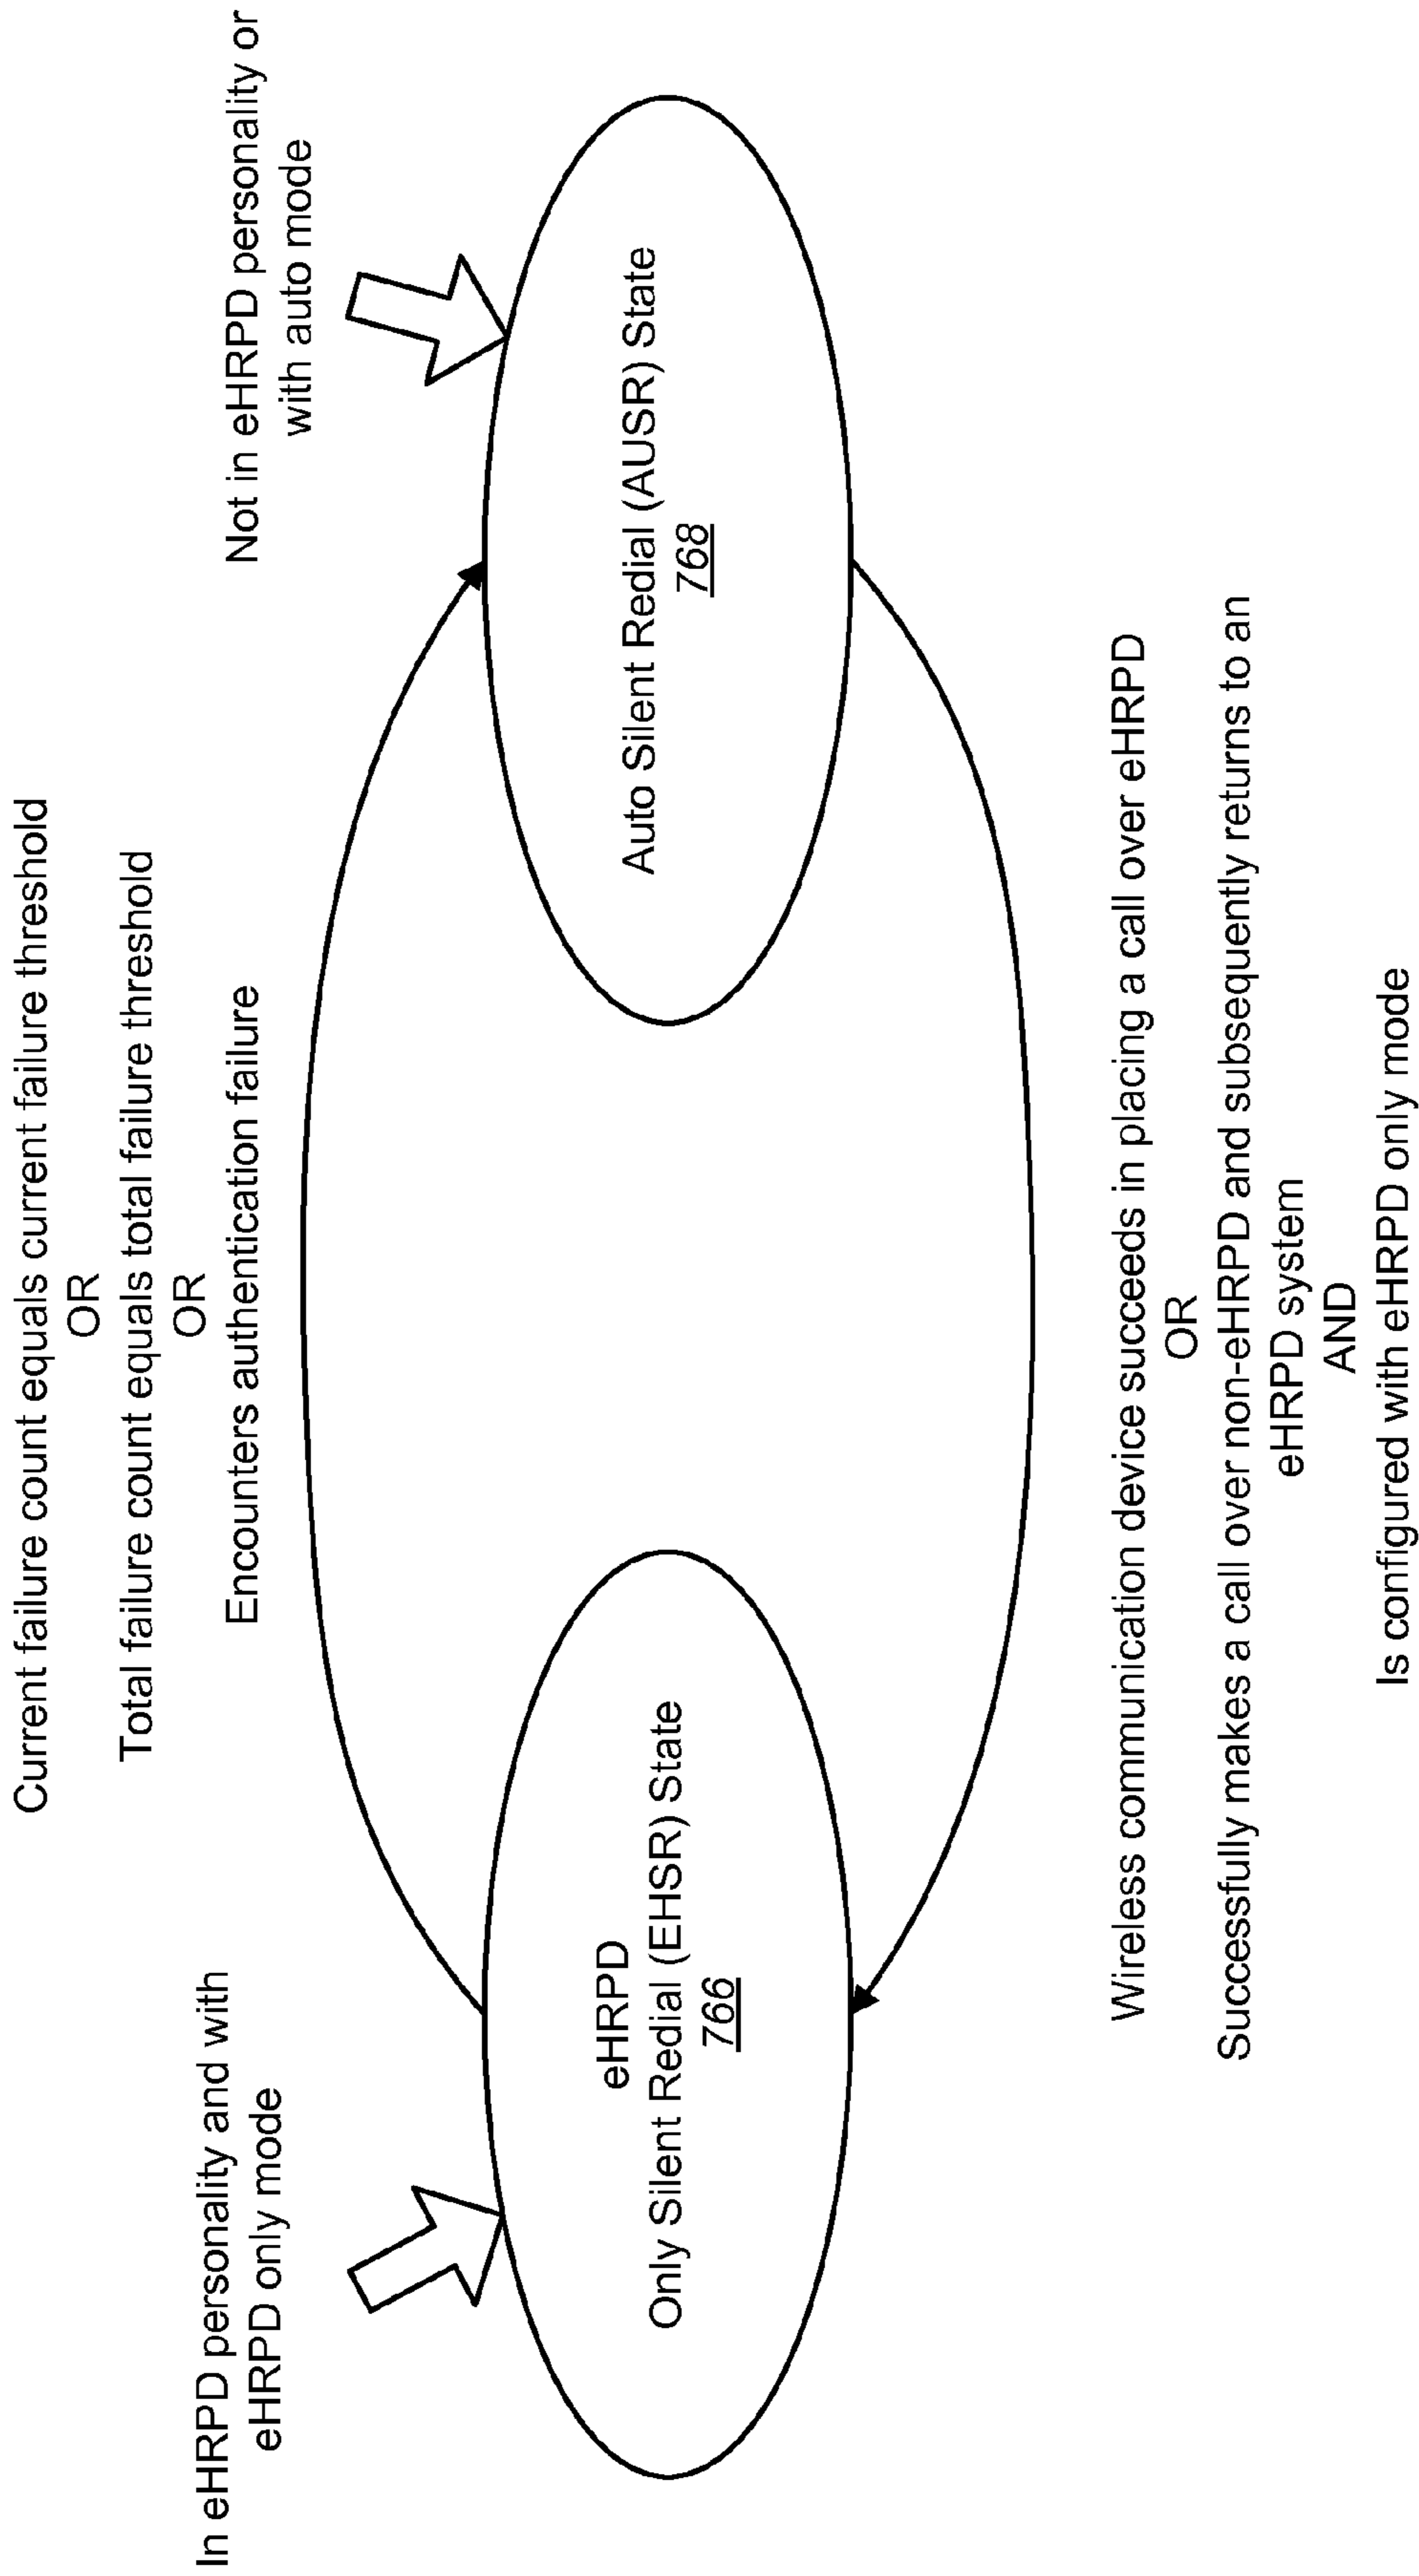 Current failure count equals current failure threshold
OR
Total failure count equals total failure threshold
OR
Encounters authentication failure
In eHRPD personality and with
eHRPD only mode
Not in eHRPD personality or
with auto mode
eHRPD
Only Silent Redial (EHSR) State
766
Auto Silent Redial (AUSR) State
768
Wireless communication device succeeds in placing a call over eHRPD
OR
Successfully makes a call over non-eHRPD and subsequently returns to an
eHRPD system
AND
Is configured with eHRPD only mode